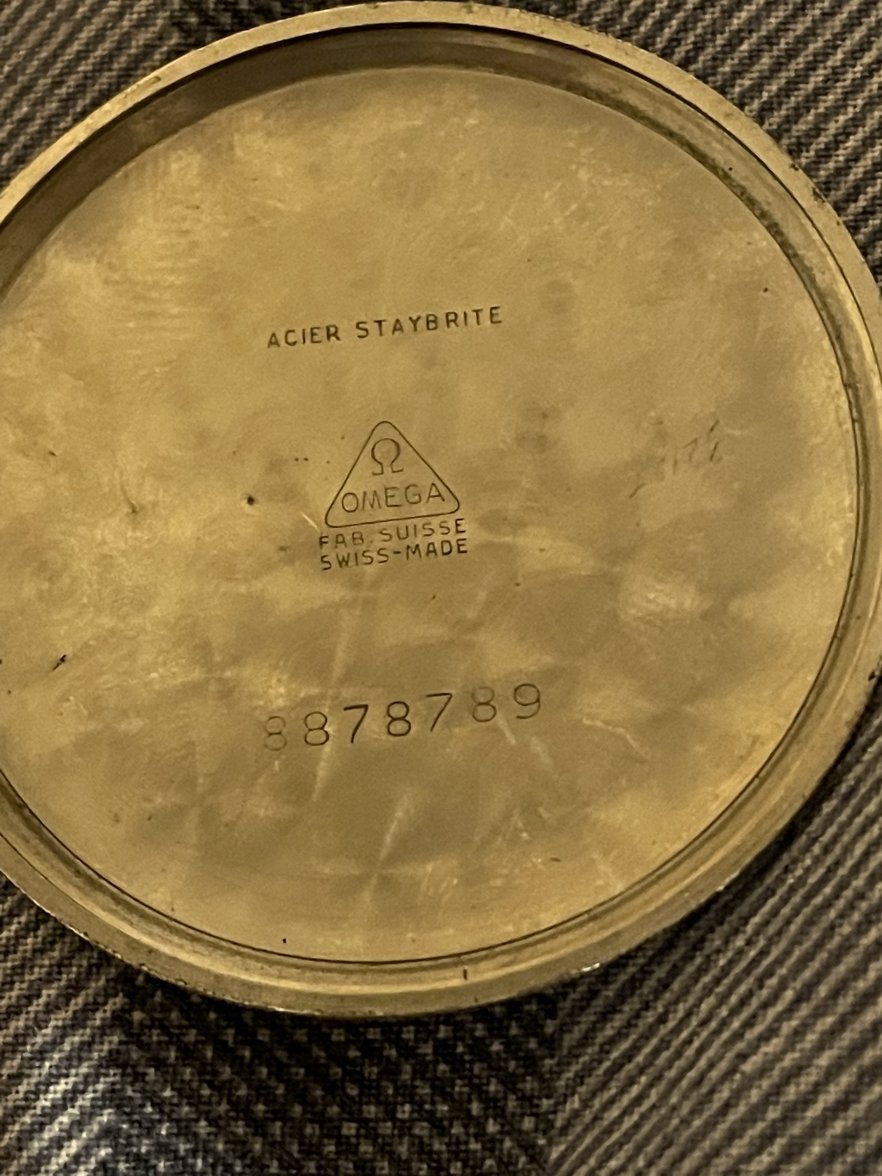 ACIER STAYBRITE
Ω
OMEGA
FAB. SUISSE
SWISS-MADE
8878789